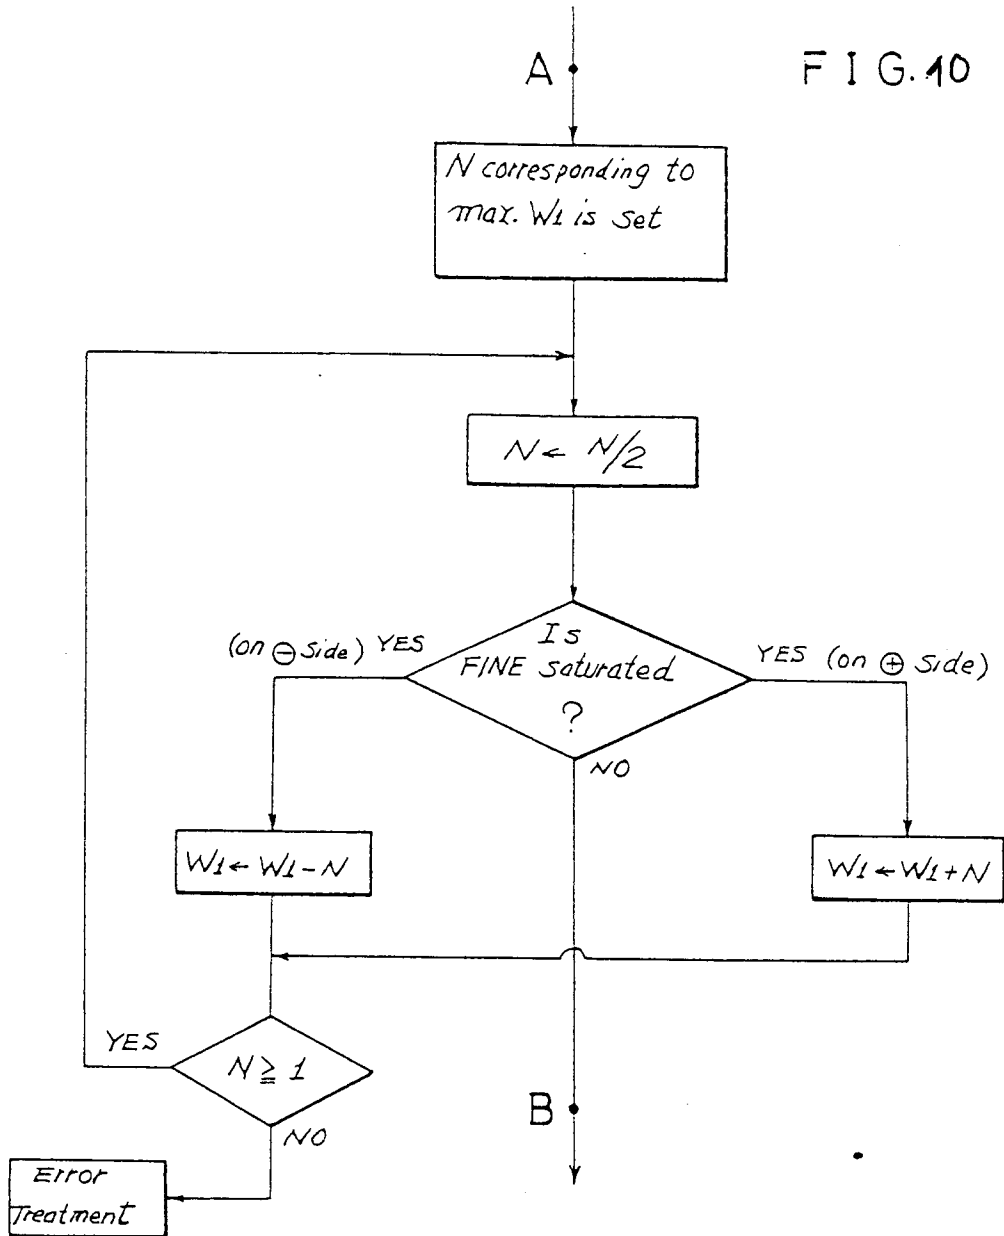 A
FIG. 10
N corresponding to
max. W1 is set
N ← N/2
(on ⊖ side) YES
Is
FINE saturated
?
YES (on ⊕ side)
NO
W1 ← W1 - N
W1 ← W1 + N
YES
N ≧ 1
NO
B
Error
Treatment